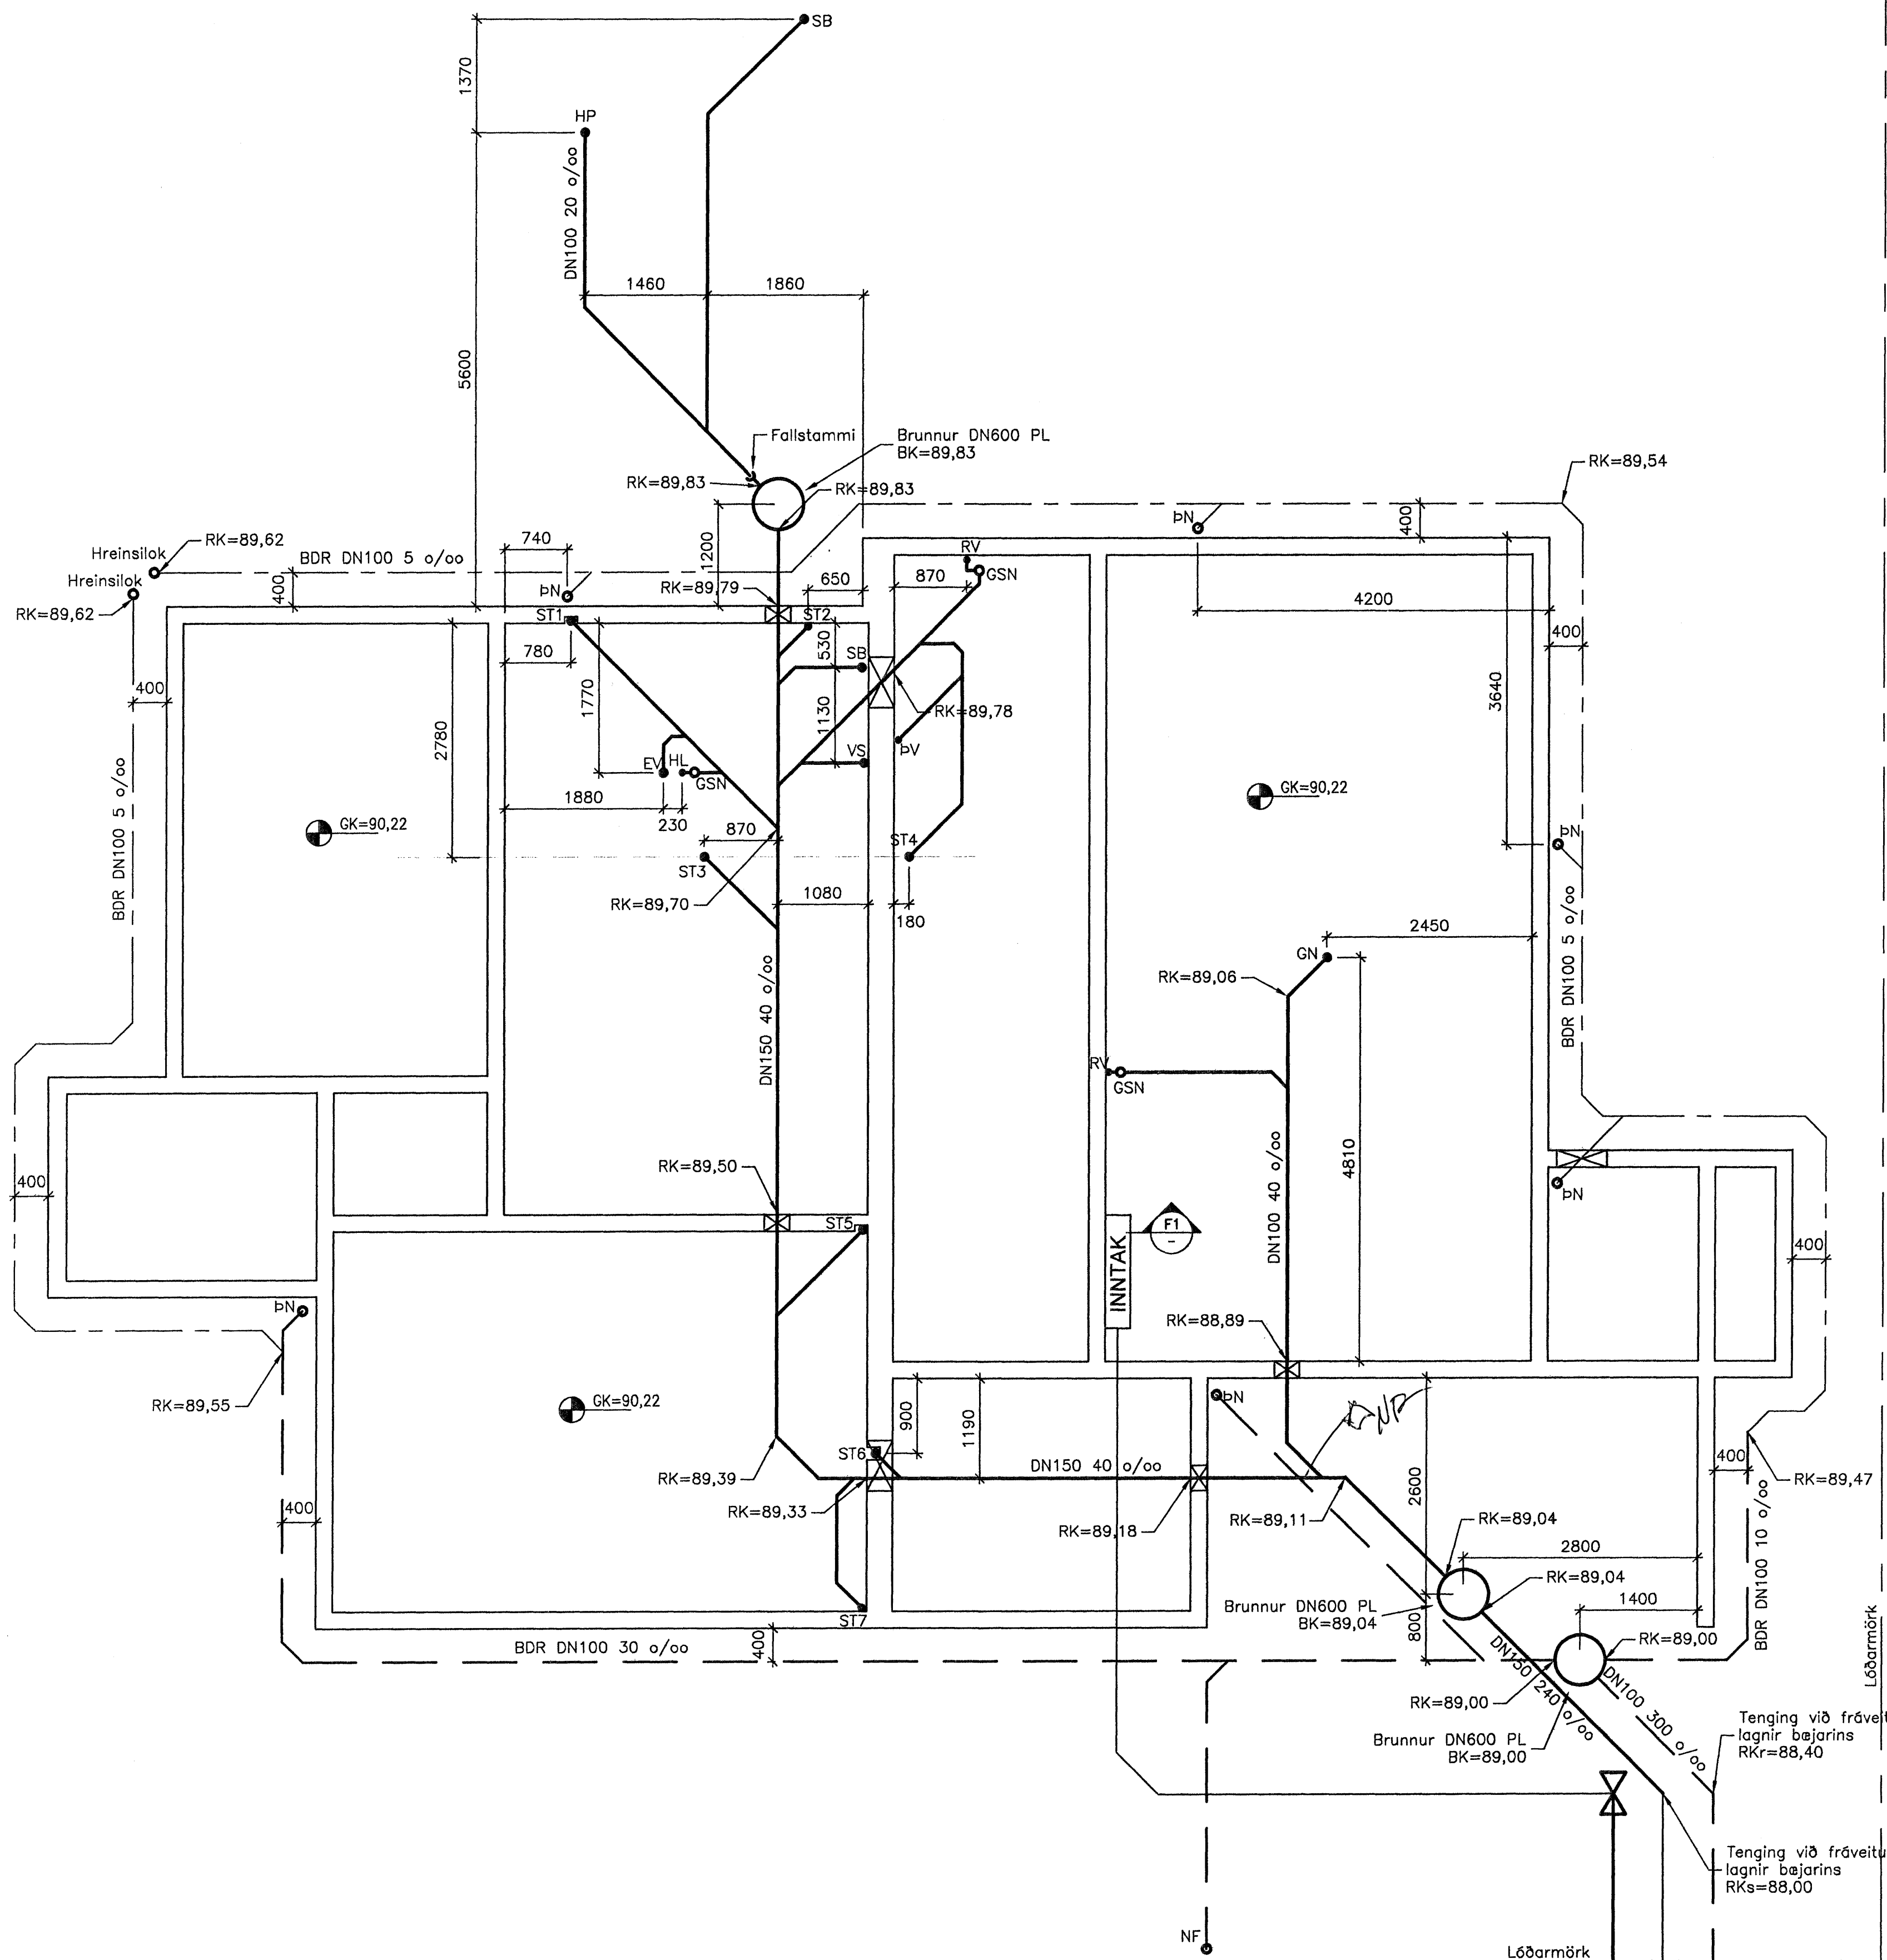 SB
1370
HP
DN100 20 o/oo
1460
1860
5600
Fallstammi
Brunnur DN600 PL
BK=89,83
RK=89,83
RK=89,83
RK=89,54
1200
ÞN
400
Hreinsilok
RK=89,62
740
BDR DN100 5 o/oo
Hreinsilok
RK=89,62
400
ÞN
RK=89,79
650
RV
GSN
870
4200
400
ST1
ST2
780
530
SB
400
1770
2780
1130
RK=89,78
3640
VS
ÞV
EV
HL
GSN
1880
230
GK=90,22
GK=90,22
BDR DN100 5 o/oo
870
ST3
ST4
ÞN
RK=89,70
1080
180
2450
GN
RK=89,06
BDR DN100 5 o/oo
DN150 40 o/oo
RV
GSN
DN100 40 o/oo
4810
RK=89,50
400
ÞN
ST5
F1
-
INNTAK
400
ÞN
RK=88,89
RK=89,55
GK=90,22
900
1190
ÞN
2600
ST6
RK=89,39
DN150 40 o/oo
400
RK=89,47
400
RK=89,33
RK=89,18
RK=89,11
RK=89,04
2800
RK=89,04
BDR DN100 10 o/oo
Brunnur DN600 PL
BK=89,04
1400
ST7
BDR DN100 30 o/oo
400
800
RK=89,00
DN150 240 o/oo
DN100 300 o/oo
RK=89,00
Lóðarmörk
Brunnur DN600 PL
BK=89,00
Tenging við fráveit
lagnir bæjarins
RKr=88,40
Tenging við fráveitu
lagnir bæjarins
RKs=88,00
NF
Lóðarmörk